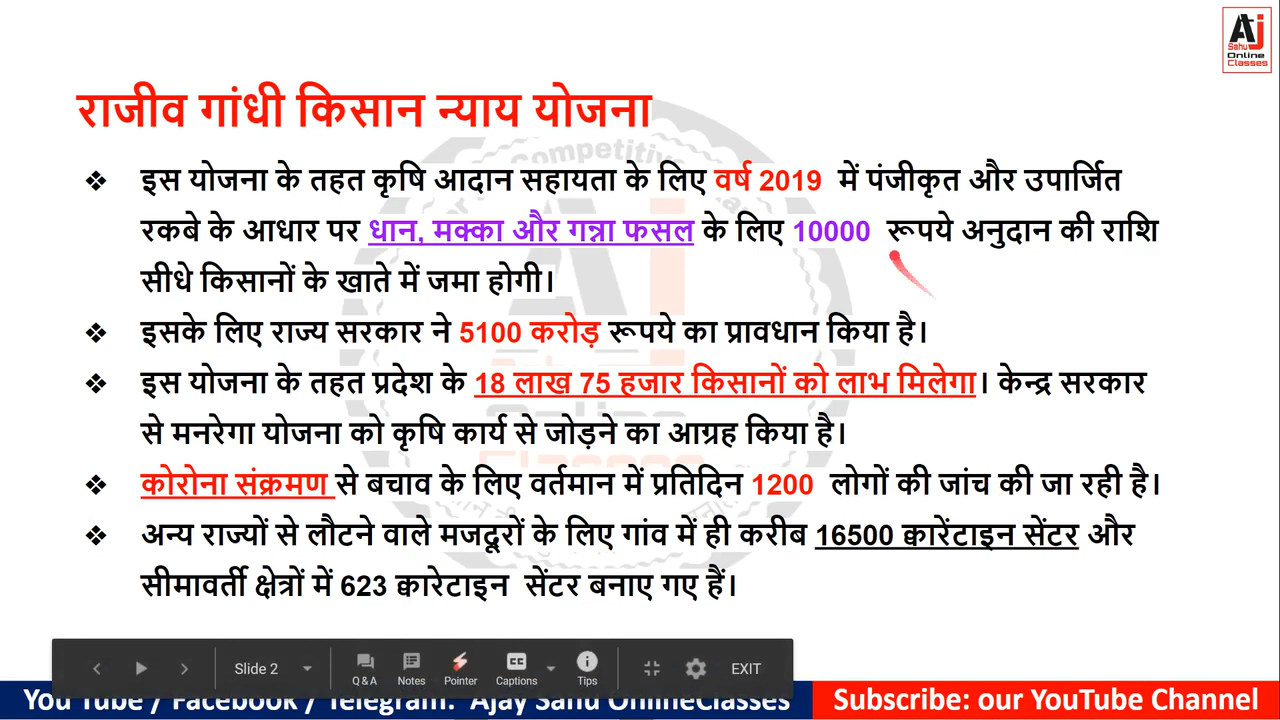 Aj
Sahu
Online
Classes
राजीव गांधी किसान न्याय योजना
❖ इस योजना के तहत कृषि आदान सहायता के लिए वर्ष 2019 में पंजीकृत और उपार्जित
रकबे के आधार पर धान, मक्का और गन्ना फसल के लिए 10000 रूपये अनुदान की राशि
सीधे किसानों के खाते में जमा होगी।
❖ इसके लिए राज्य सरकार ने 5100 करोड़ रूपये का प्रावधान किया है।
❖ इस योजना के तहत प्रदेश के 18 लाख 75 हजार किसानों को लाभ मिलेगा। केन्द्र सरकार
से मनरेगा योजना को कृषि कार्य से जोड़ने का आग्रह किया है।
❖ कोरोना संक्रमण से बचाव के लिए वर्तमान में प्रतिदिन 1200 लोगों की जांच की जा रही है।
❖ अन्य राज्यों से लौटने वाले मजदूरों के लिए गांव में ही करीब 16500 क्वारेंटाइन सेंटर और
सीमावर्ती क्षेत्रों में 623 क्वारेटाइन सेंटर बनाए गए हैं।
Slide 2
Q & A Notes Pointer Captions Tips EXIT
You Tube / Facebook / Telegram: Ajay Sahu OnlineClasses
Subscribe: our YouTube Channel